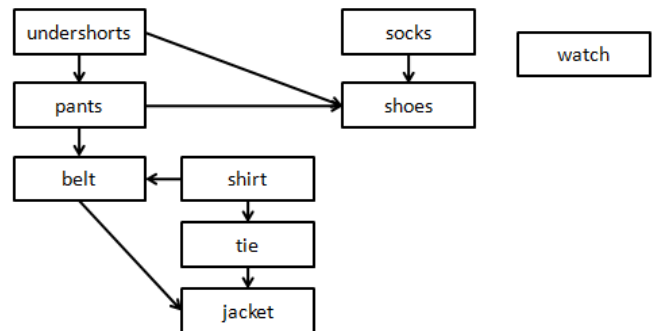 undershorts
socks
watch
pants
shoes
belt
shirt
tie
jacket